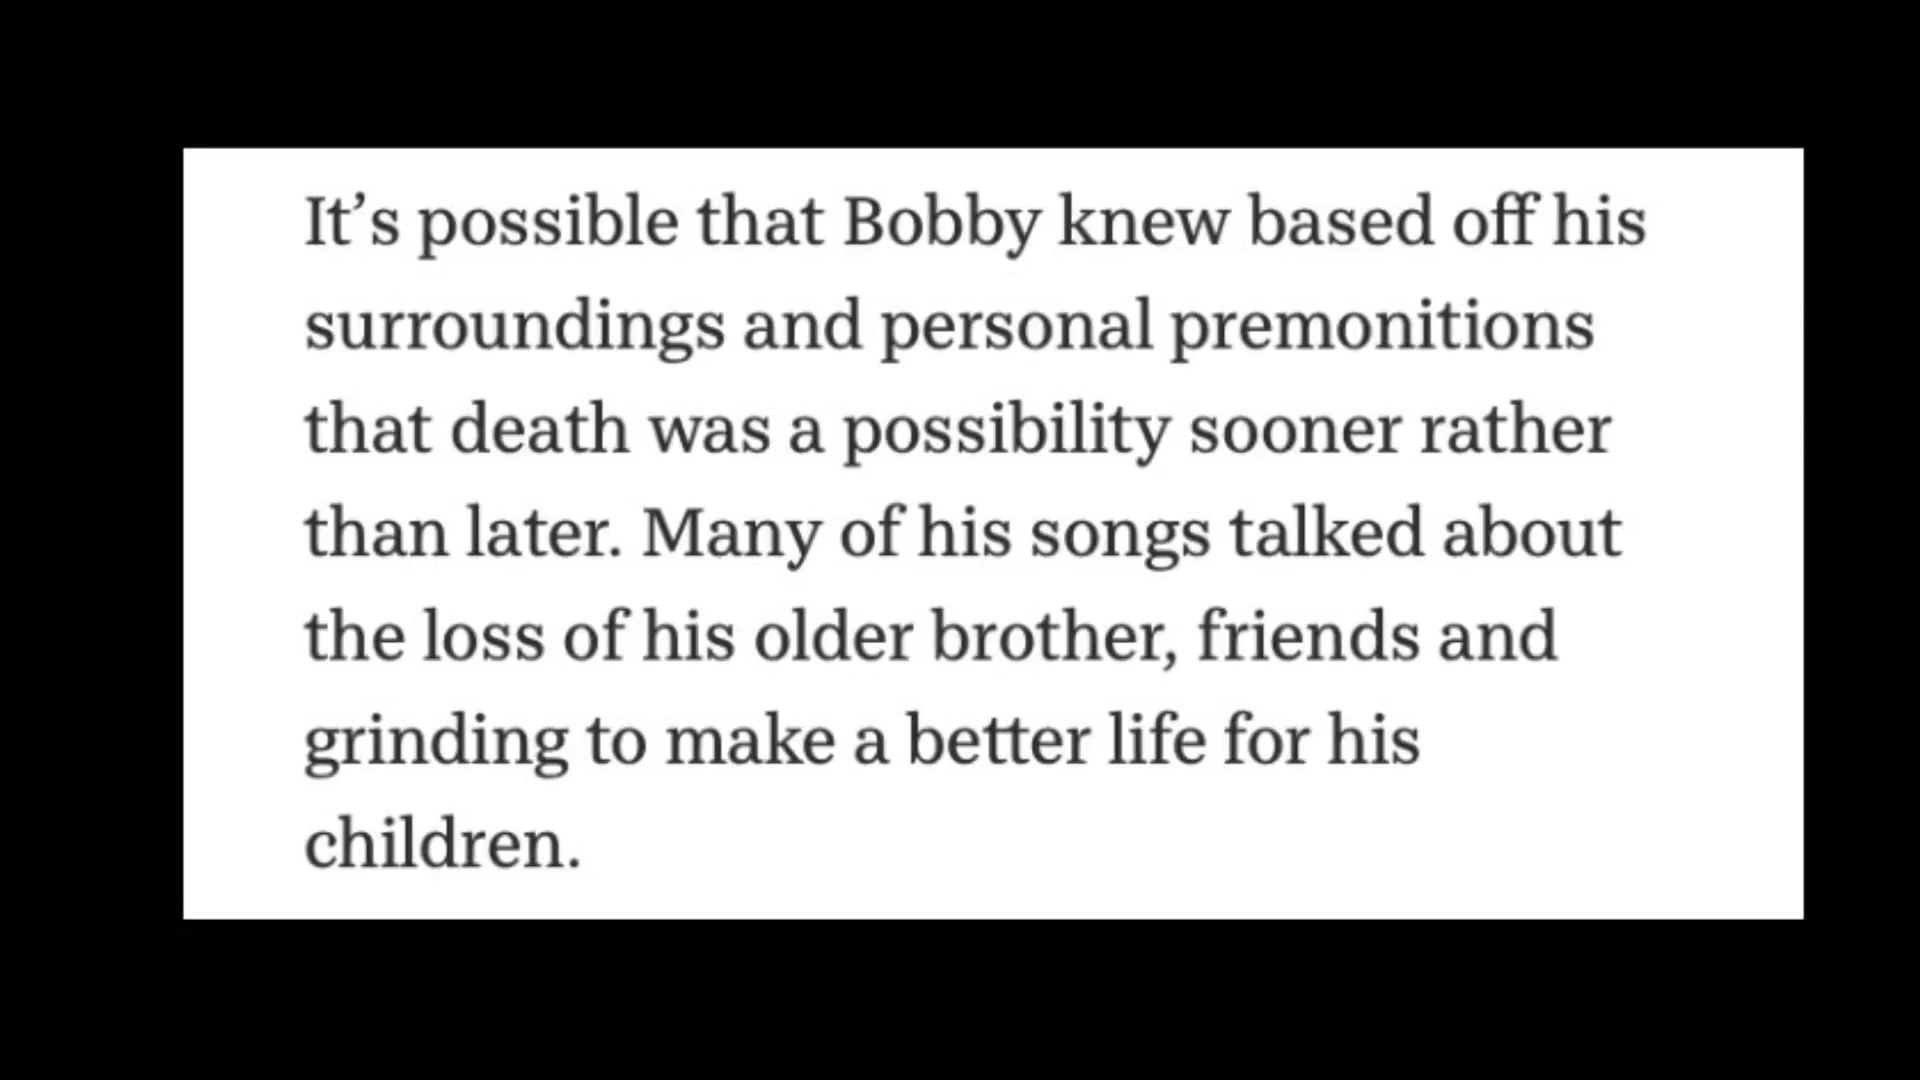 It’s possible that Bobby knew based off his
surroundings and personal premonitions
that death was a possibility sooner rather
than later. Many of his songs talked about
the loss of his older brother, friends and
grinding to make a better life for his
children.